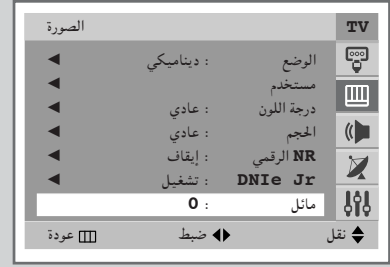 TV الصورة
الوضع : ديناميكي
مستخدم
درجة اللون : عادي
الحجم : عادي
NR الرقمي : إيقاف
DNIe Jr : تشغيل
مائل : 0
نقل ضبط عودة